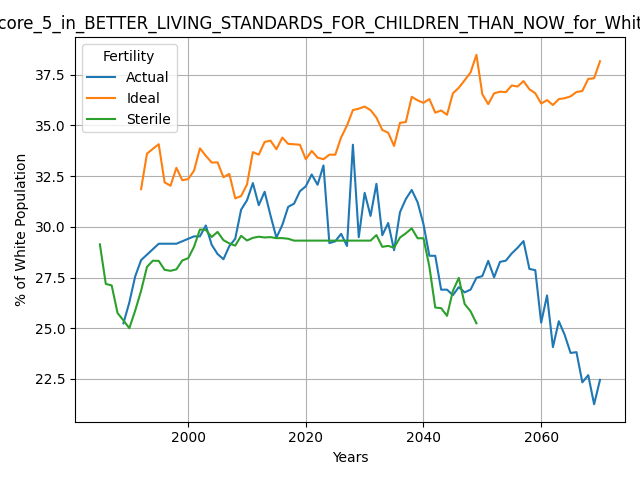 core_5_in_BETTER_LIVING_STANDARDS_FOR_CHILDREN_THAN_NOW_for_Whit
Fertility
Actual
Ideal
Sterile
37.5
35.0
32.5
30.0
27.5
25.0
22.5
% of White Population
2000 2020 2040 2060
Years